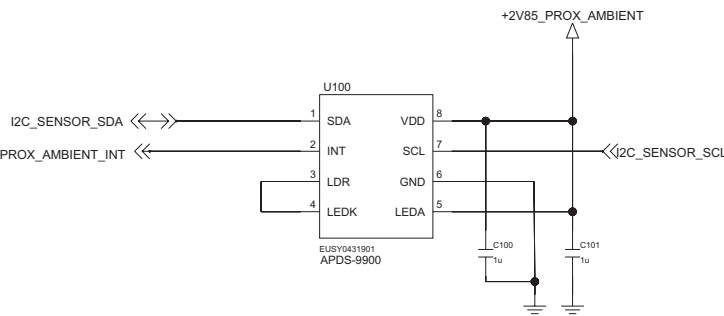 +2V85_PROX_AMBIENT
U100
I2C_SENSOR_SDA
1
SDA
VDD
8
PROX_AMBIENT_INT
2
INT
SCL
7
I2C_SENSOR_SCL
3
LDR
GND
6
4
LEDK
LEDA
5
EUSY0431901
APDS-9900
C100
1u
C101
1u